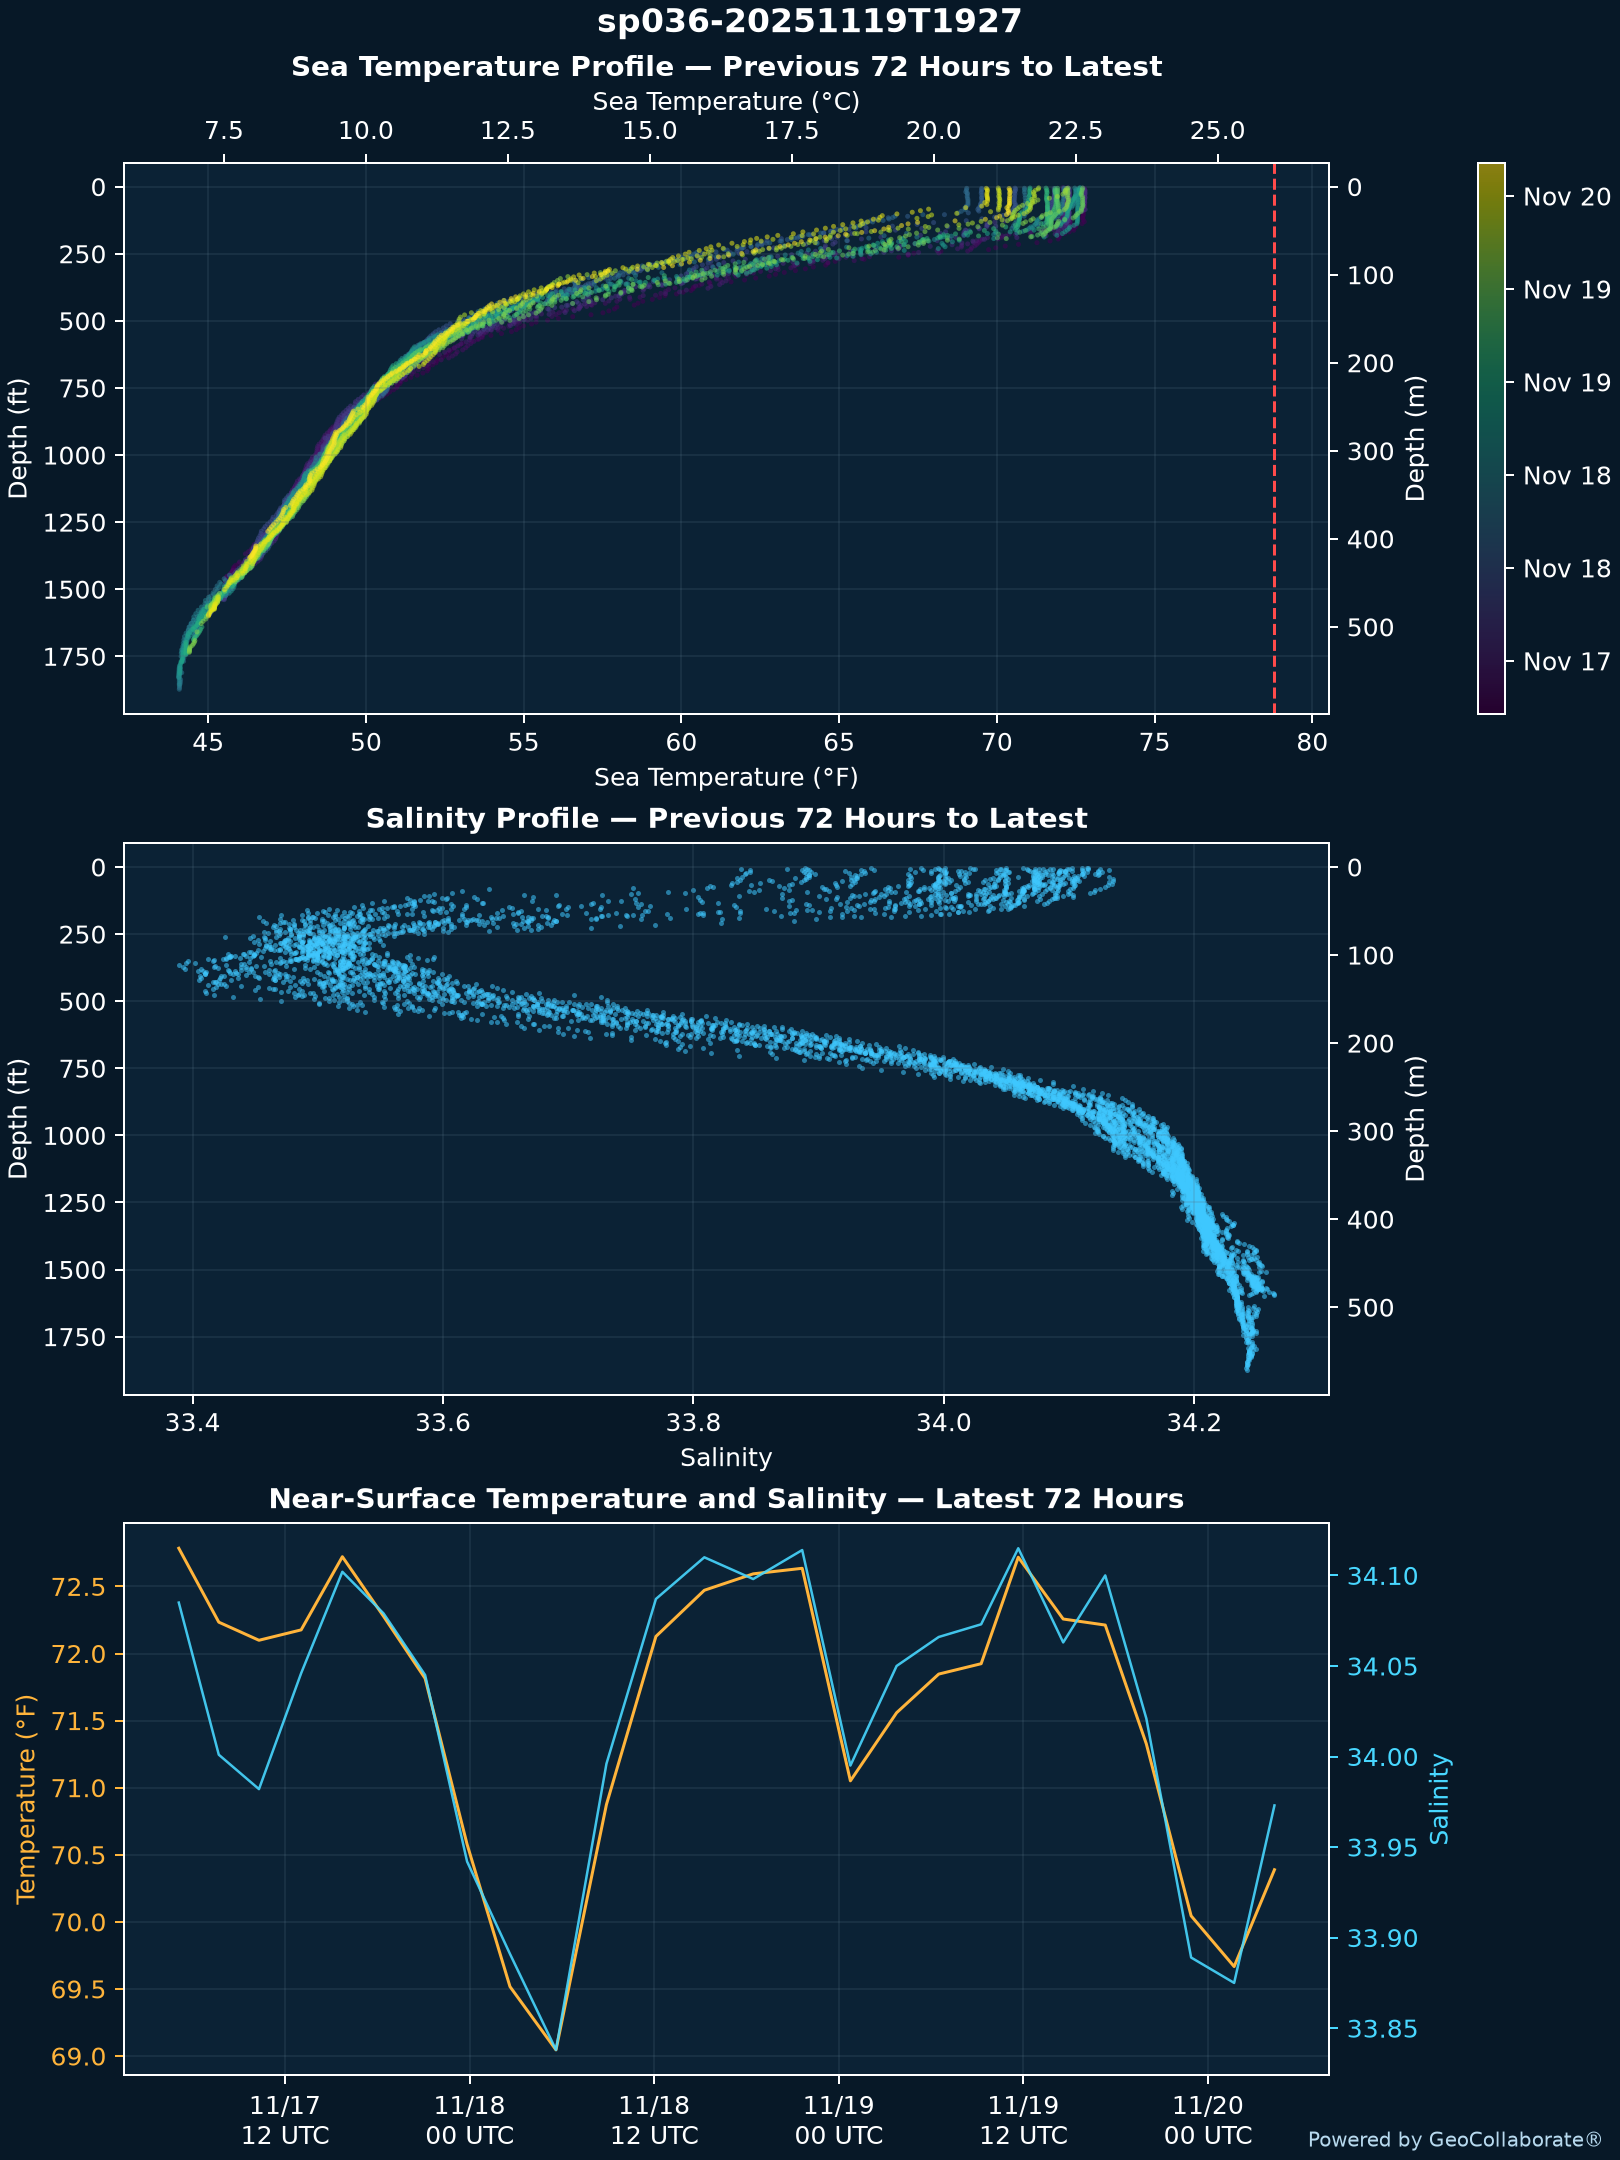 sp036-20251119T1927
Sea Temperature Profile — Previous 72 Hours to Latest
Sea Temperature (°C)
7.5 10.0 12.5 15.0 17.5 20.0 22.5 25.0
0
250
500
750
1000
1250
1500
1750
Depth (ft)
0
100
200
300
400
500
Depth (m)
Nov 20
Nov 19
Nov 19
Nov 18
Nov 18
Nov 17
45 50 55 60 65 70 75 80
Sea Temperature (°F)
Salinity Profile — Previous 72 Hours to Latest
0
250
500
750
1000
1250
1500
1750
Depth (ft)
0
100
200
300
400
500
Depth (m)
33.4 33.6 33.8 34.0 34.2
Salinity
Near-Surface Temperature and Salinity — Latest 72 Hours
72.5
72.0
71.5
71.0
70.5
70.0
69.5
69.0
Temperature (°F)
34.10
34.05
34.00
33.95
33.90
33.85
Salinity
11/17 11/18 11/18 11/19 11/19 11/20
12 UTC 00 UTC 12 UTC 00 UTC 12 UTC 00 UTC
Powered by GeoCollaborate®